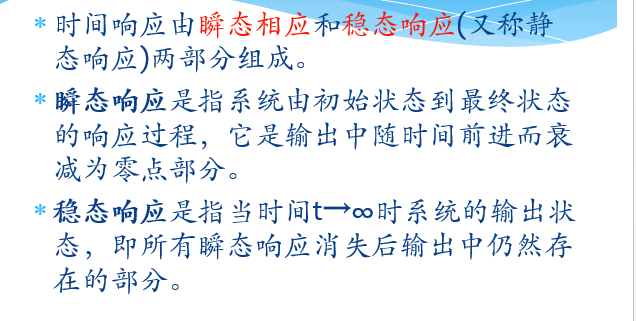 * 时间响应由瞬态相应和稳态响应(又称静
态响应)两部分组成。
* 瞬态响应是指系统由初始状态到最终状态
的响应过程，它是输出中随时间前进而衰
减为零点部分。
* 稳态响应是指当时间t→∞时系统的输出状
态，即所有瞬态响应消失后输出中仍然存
在的部分。